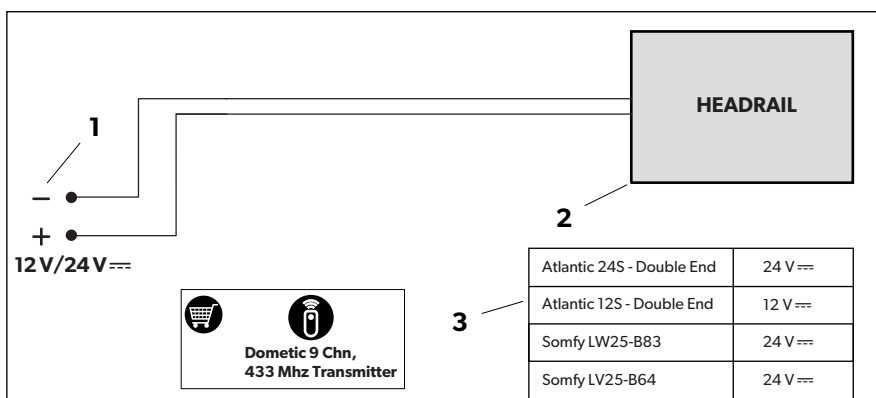 HEADRAIL
1
−
+
12 V/24 V⎓
2
3
Atlantic 24S - Double End 24 V⎓
Atlantic 12S - Double End 12 V⎓
Somfy LW25-B83 24 V⎓
Somfy LV25-B64 24 V⎓
Dometic 9 Chn,
433 Mhz Transmitter